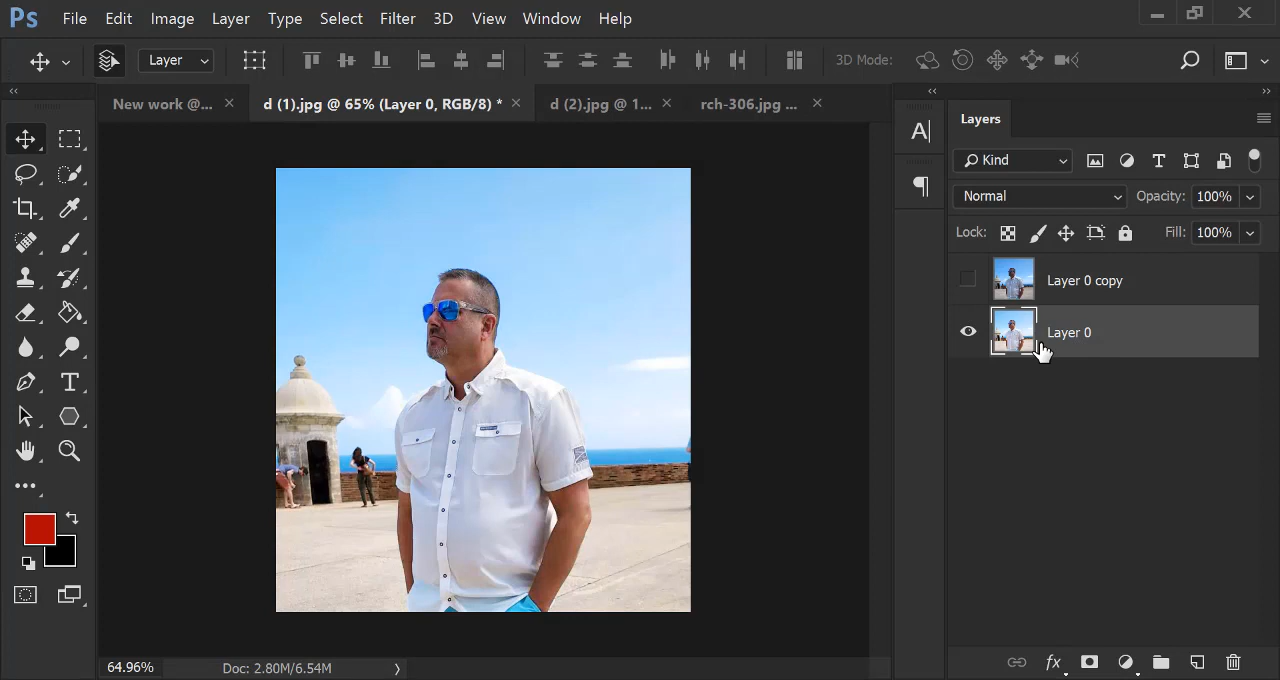 Ps File Edit Image Layer Type Select Filter 3D View Window Help
Layer 3D Mode:
New work @... d (1).jpg @ 65% (Layer 0, RGB/8) * d (2).jpg @ 1... rch-306.jpg ...
A
Layers
Kind
Normal Opacity: 100%
Lock: Fill: 100%
Layer 0 copy
Layer 0
64.96% Doc: 2.80M/6.54M
fx